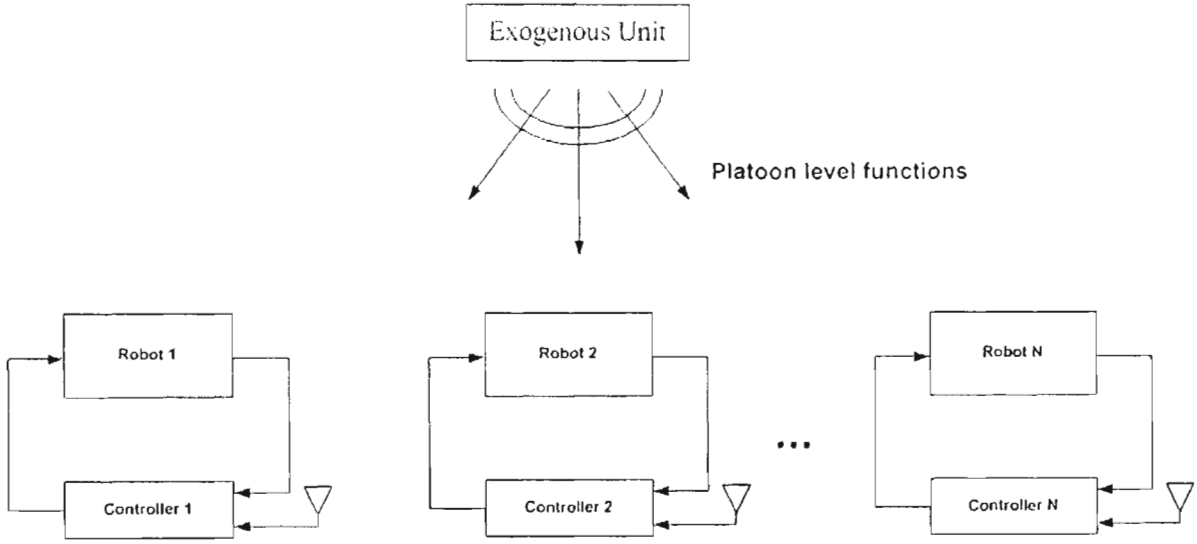 Exogenous Unit
Platoon level functions
Robot 1
Robot 2
Robot N
...
Controller 1
Controller 2
Controller N